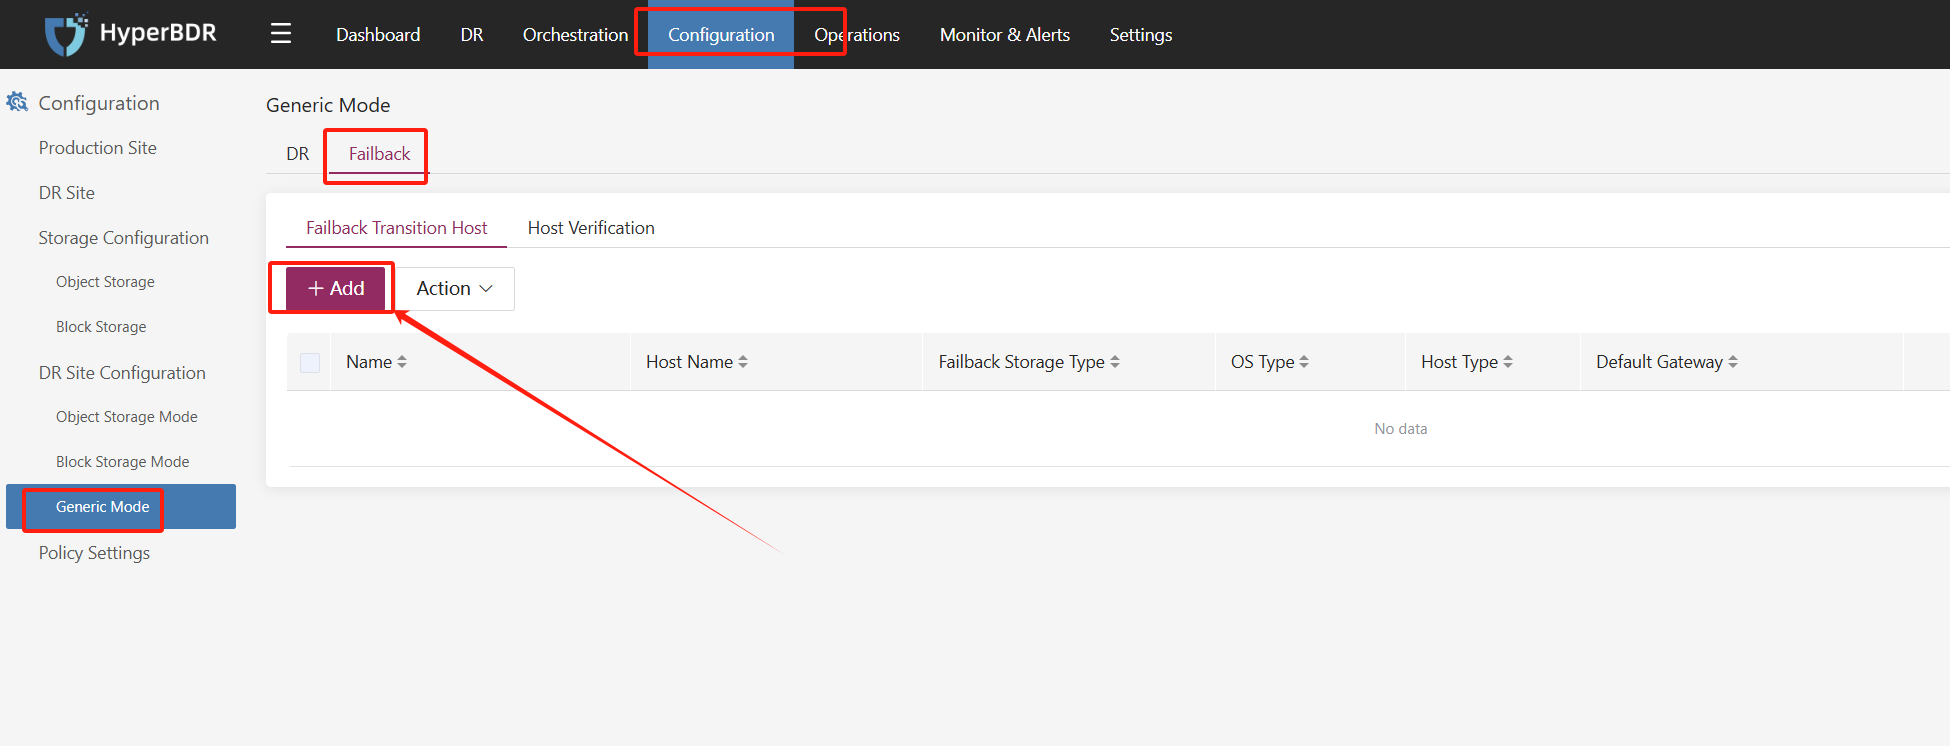 HyperBDR
Dashboard DR Orchestration Configuration Operations Monitor & Alerts Settings
Configuration
Production Site
DR Site
Storage Configuration
Object Storage
Block Storage
DR Site Configuration
Object Storage Mode
Block Storage Mode
Generic Mode
Policy Settings
Generic Mode
DR Failback
Failback Transition Host Host Verification
+ Add Action
Name Host Name Failback Storage Type OS Type Host Type Default Gateway
No data